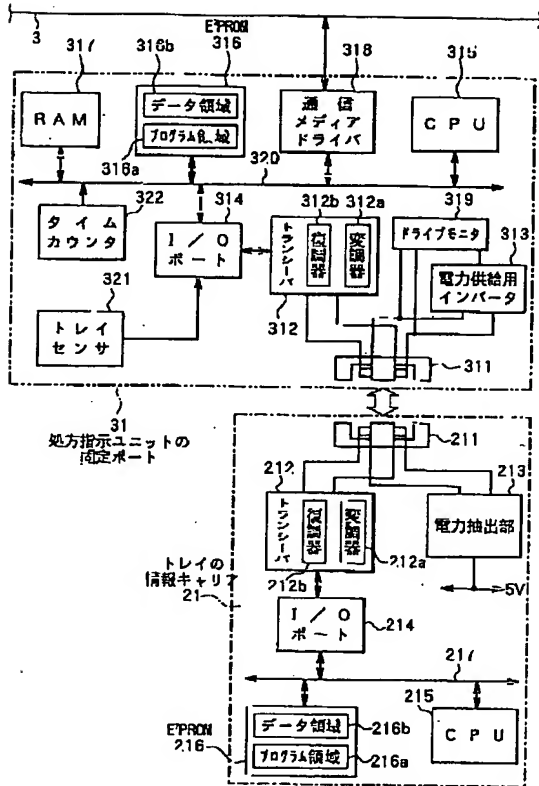 3
E²PROM
317
316b
316
318
315
RAM
データ領域
プログラム領域
316a
通信
メディア
ドライバ
CPU
320
タイム
カウンタ
322
314
I/O
ポート
312b
312a
トランシーバ
復調器
変調器
312
319
ドライブモニタ
313
電力供給用
インバータ
321
トレイ
センサ
311
31
処方指示ユニットの
固定ポート
211
212
トランシーバ
復調器
変調器
212b
212a
213
電力抽出部
5V
トレイの
情報キャリア
21
I/O
ポート
214
217
E²PROM
216
データ領域
216b
プログラム領域
216a
215
CPU